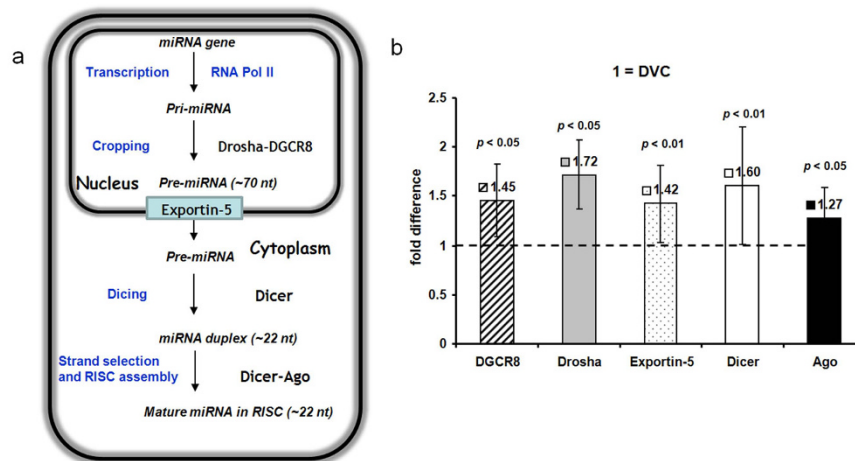 a
miRNA gene
Transcription RNA Pol II
Pri-miRNA
Cropping Drosha-DGCR8
Nucleus Pre-miRNA (~70 nt)
Exportin-5
Cytoplasm
Pre-miRNA
Dicing Dicer
miRNA duplex (~22 nt)
Strand selection
and RISC assembly Dicer-Ago
Mature miRNA in RISC (~22 nt)
b
1 = DVC
fold difference
2.5
2
1.5
1
0.5
0
p < 0.05
p < 0.05
p < 0.01
p < 0.01
p < 0.05
1.45
1.72
1.42
1.60
1.27
DGCR8 Drosha Exportin-5 Dicer Ago